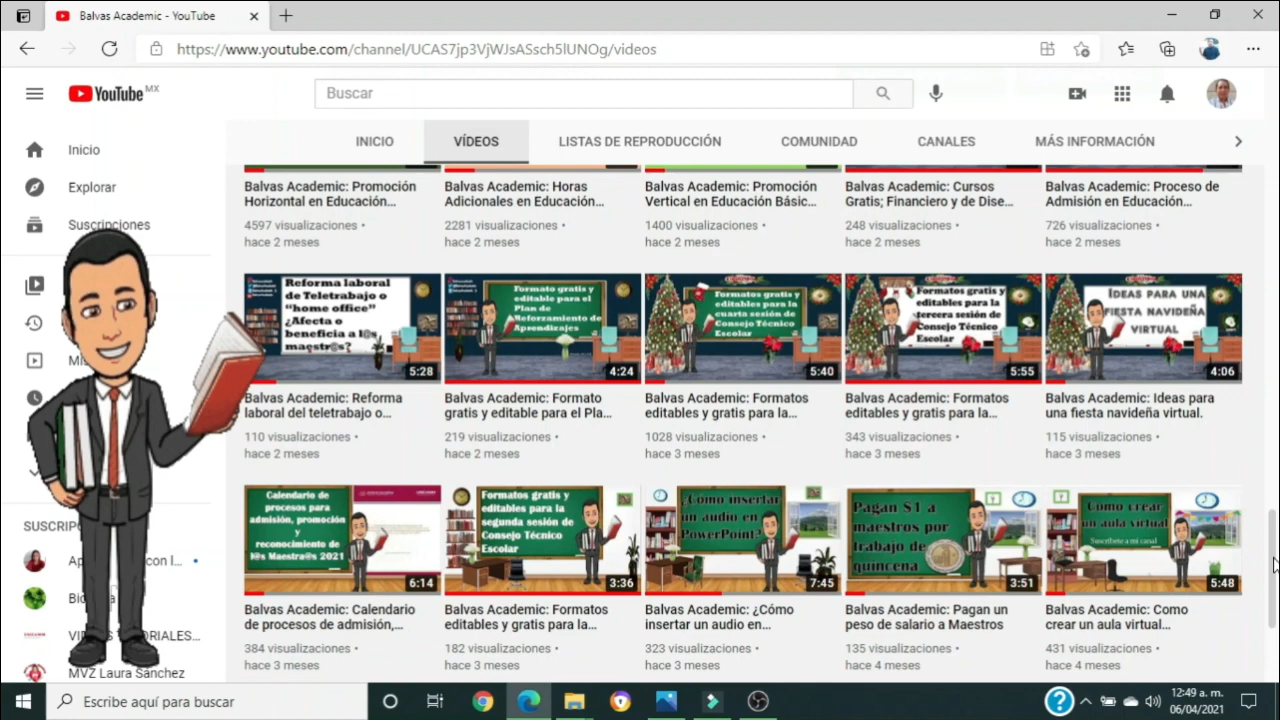 Balvas Academic - YouTube
https://www.youtube.com/channel/UCAS7jp3VjWJsASsch5lUNOg/videos
YouTube MX
Buscar
INICIO
VÍDEOS
LISTAS DE REPRODUCCIÓN
COMUNIDAD
CANALES
MÁS INFORMACIÓN
Inicio
Explorar
Suscripciones
SUSCRIP
con l...
VI
RIALES...
MVZ Laura Sánchez
Balvas Academic: Promoción
Horizontal en Educación...
4597 visualizaciones •
hace 2 meses
Balvas Academic: Horas
Adicionales en Educación...
2281 visualizaciones •
hace 2 meses
Balvas Academic: Promoción
Vertical en Educación Básic...
1400 visualizaciones •
hace 2 meses
Balvas Academic: Cursos
Gratis; Financiero y de Dise...
248 visualizaciones •
hace 2 meses
Balvas Academic: Proceso de
Admisión en Educación...
726 visualizaciones •
hace 2 meses
Reforma laboral
de Teletrabajo o
"home office"
¿Afecta o
beneficia a l@s
maestr@s?
5:28
Balvas Academic: Reforma
laboral del teletrabajo o...
110 visualizaciones •
hace 2 meses
Formato gratis y
editable para el
Plan de
Reforzamiento de
Aprendizajes
4:24
Balvas Academic: Formato
gratis y editable para el Pla...
219 visualizaciones •
hace 2 meses
Formatos gratis y
editables para la
cuarta sesión de
Consejo Técnico
Escolar
5:40
Balvas Academic: Formatos
editables y gratis para la...
1028 visualizaciones •
hace 3 meses
Formatos gratis y
editables para la
tercera sesión de
Consejo Técnico
Escolar
5:55
Balvas Academic: Formatos
editables y gratis para la...
343 visualizaciones •
hace 3 meses
IDEAS PARA UNA
FIESTA NAVIDEÑA
VIRTUAL
4:06
Balvas Academic: Ideas para
una fiesta navideña virtual.
115 visualizaciones •
hace 3 meses
Calendario de
procesos para
admisión, promoción
y
reconocimiento de
l@s Maestr@s 2021
6:14
Balvas Academic: Calendario
de procesos de admisión,...
384 visualizaciones •
hace 3 meses
Formatos gratis y
editables para la
segunda sesión de
Consejo Técnico
Escolar
3:36
Balvas Academic: Formatos
editables y gratis para la...
182 visualizaciones •
hace 3 meses
¿Cómo insertar
un audio en
PowerPoint?
7:45
Balvas Academic: ¿Cómo
insertar un audio en...
323 visualizaciones •
hace 3 meses
Pagan $1 a
maestros por
trabajo de
quincena
3:51
Balvas Academic: Pagan un
peso de salario a Maestros
135 visualizaciones •
hace 4 meses
Como crear
un aula virtual
Suscríbete a mi canal
5:48
Balvas Academic: Como
crear un aula virtual...
431 visualizaciones •
hace 4 meses
Escribe aquí para buscar
12:49 a. m.
06/04/2021